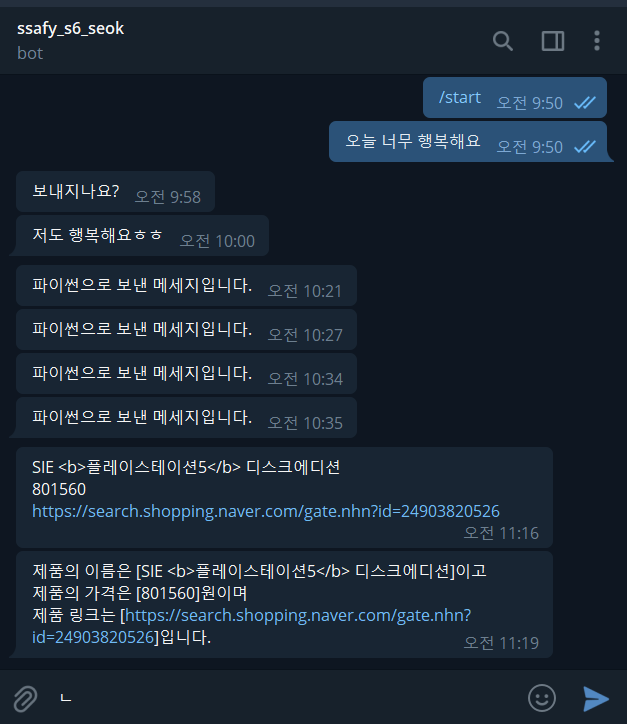 ssafy_s6_seok
bot
/start 오전 9:50
오늘 너무 행복해요 오전 9:50
보내지나요? 오전 9:58
저도 행복해요ㅎㅎ 오전 10:00
파이썬으로 보낸 메세지입니다. 오전 10:21
파이썬으로 보낸 메세지입니다. 오전 10:27
파이썬으로 보낸 메세지입니다. 오전 10:34
파이썬으로 보낸 메세지입니다. 오전 10:35
SIE <b>플레이스테이션5</b> 디스크에디션
801560
https://search.shopping.naver.com/gate.nhn?id=24903820526
오전 11:16
제품의 이름은 [SIE <b>플레이스테이션5</b> 디스크에디션]이고
제품의 가격은 [801560]원이며
제품 링크는 [https://search.shopping.naver.com/gate.nhn?
id=24903820526]입니다. 오전 11:19
ㄴ